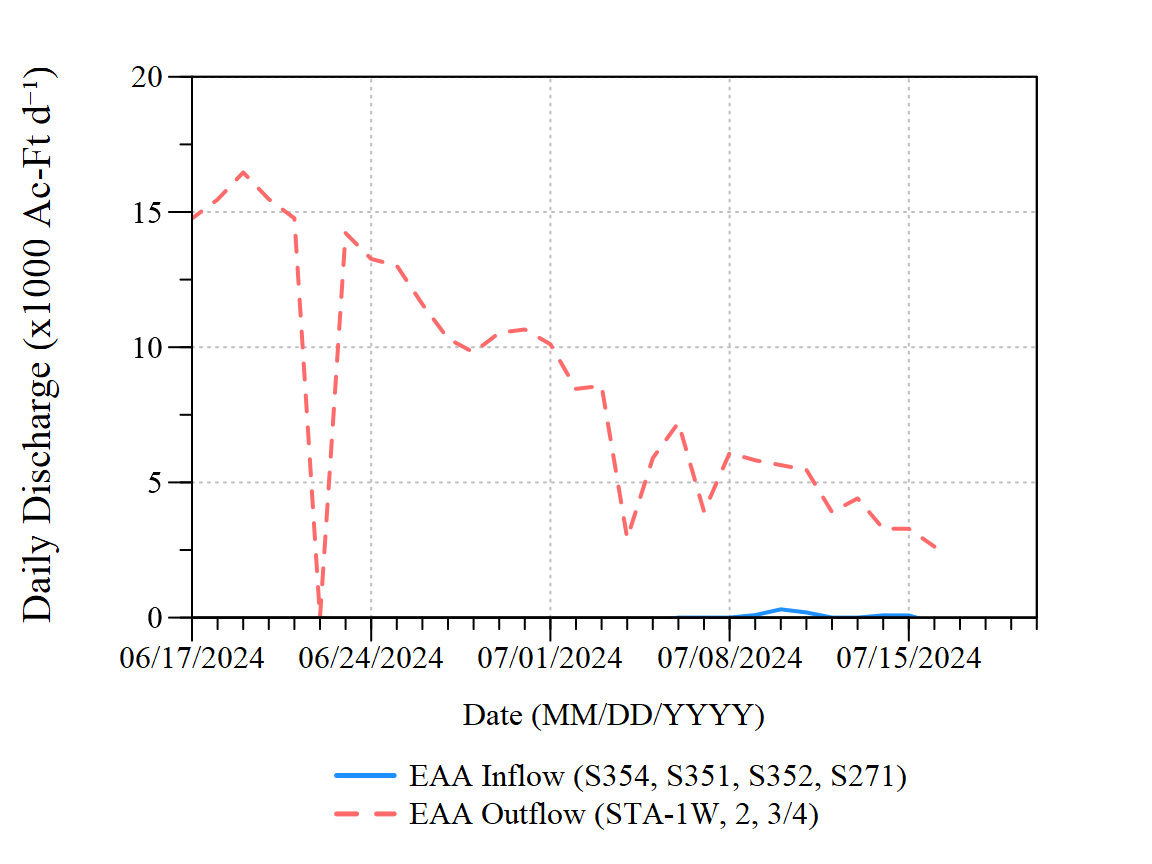 Daily Discharge (x1000 Ac-Ft d⁻¹)
20
15
10
5
0
06/17/2024 06/24/2024 07/01/2024 07/08/2024 07/15/2024
Date (MM/DD/YYYY)
EAA Inflow (S354, S351, S352, S271)
EAA Outflow (STA-1W, 2, 3/4)